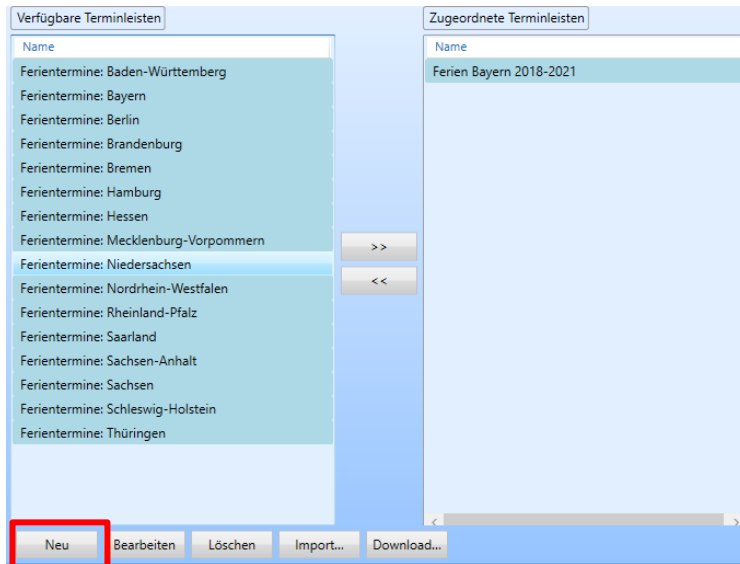 Verfügbare Terminleisten
Name
Ferientermine: Baden-Württemberg
Ferientermine: Bayern
Ferientermine: Berlin
Ferientermine: Brandenburg
Ferientermine: Bremen
Ferientermine: Hamburg
Ferientermine: Hessen
Ferientermine: Mecklenburg-Vorpommern
Ferientermine: Niedersachsen
Ferientermine: Nordrhein-Westfalen
Ferientermine: Rheinland-Pfalz
Ferientermine: Saarland
Ferientermine: Sachsen-Anhalt
Ferientermine: Sachsen
Ferientermine: Schleswig-Holstein
Ferientermine: Thüringen
>>
<<
Zugeordnete Terminleisten
Name
Ferien Bayern 2018-2021
Neu Bearbeiten Löschen Import... Download...